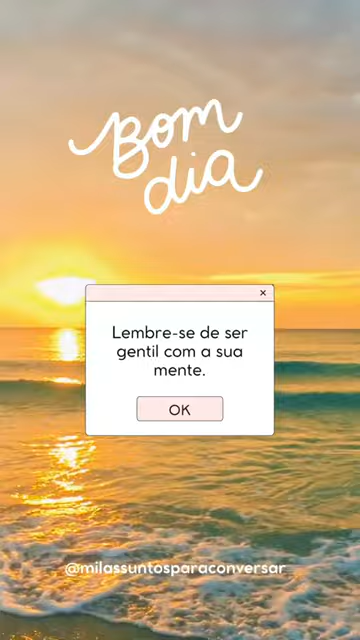 Bom
dia
×
Lembre-se de ser
gentil com a sua
mente.
OK
@milassuntosparaconversar